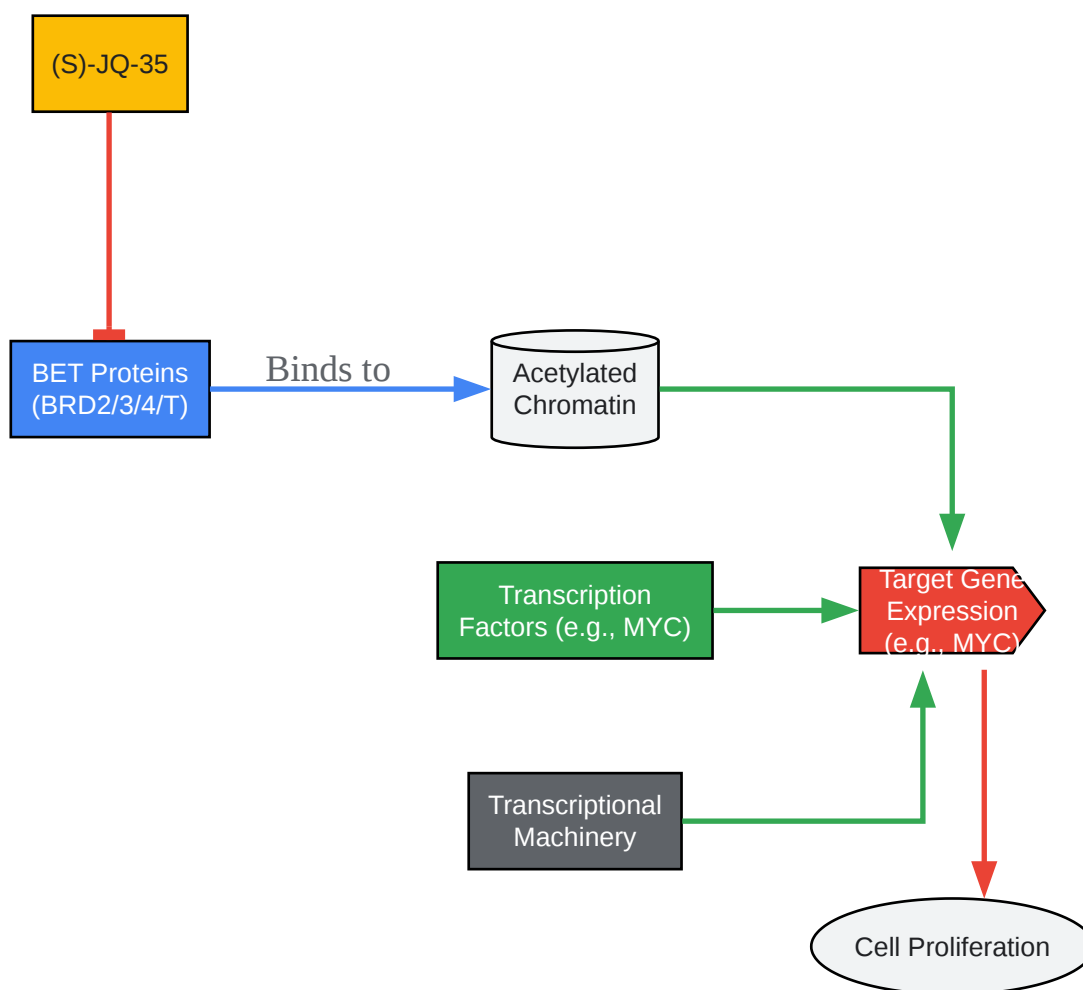 (S)-JQ-35
BET Proteins
(BRD2/3/4/T)
Binds to
Acetylated
Chromatin
Transcription
Factors (e.g., MYC)
Target Gene
Expression
(e.g., MYC)
Transcriptional
Machinery
Cell Proliferation